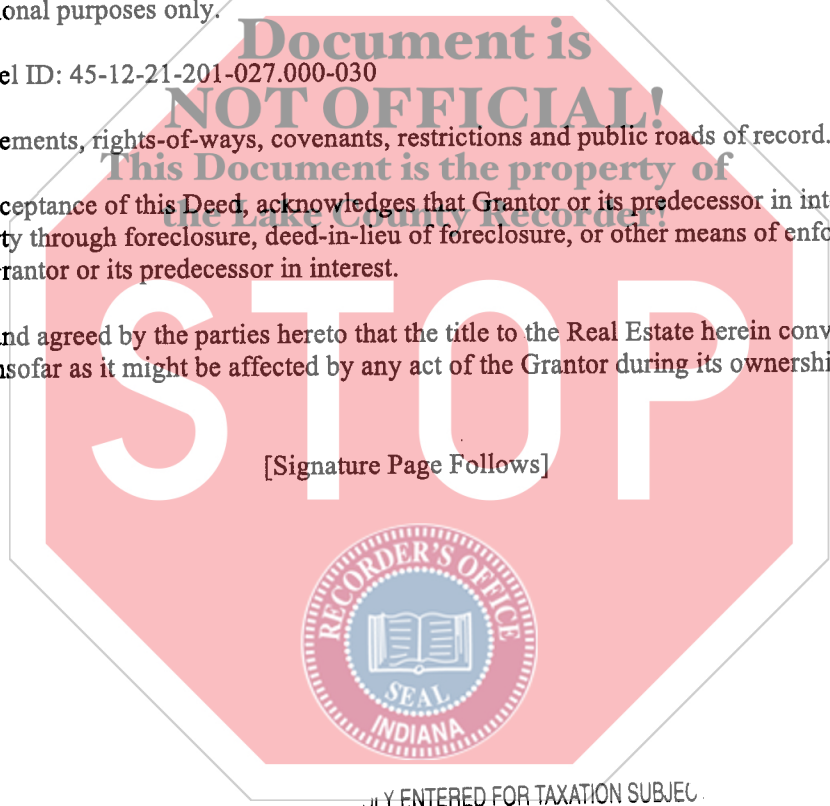 onal purposes only.
Document is
el ID: 45-12-21-201-027.000-030
NOT OFFICIAL!
ements, rights-of-ways, covenants, restrictions and public roads of record.
This Document is the property of
ceptance of this Deed, acknowledges that Grantor or its predecessor in int
the Lake County Recorder!
ty through foreclosure, deed-in-lieu of foreclosure, or other means of enfo
rantor or its predecessor in interest.
nd agreed by the parties hereto that the title to the Real Estate herein conv
nsofar as it might be affected by any act of the Grantor during its ownershi
STOP
[Signature Page Follows]
RECORDER'S OFFICE
SEAL
INDIANA
LY ENTERED FOR TAXATION SUBJEC